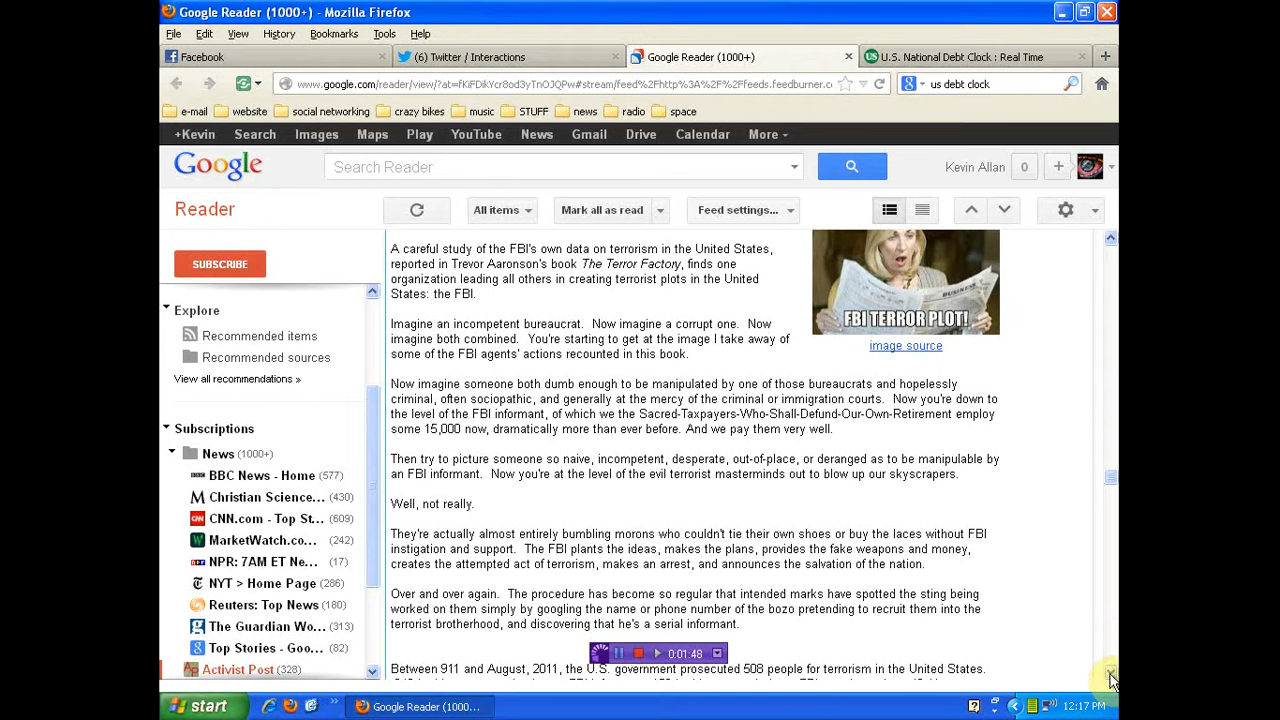 Google Reader (1000+) - Mozilla Firefox
File Edit View History Bookmarks Tools Help
Facebook × (6) Twitter / Interactions × Google Reader (1000+) × U.S. National Debt Clock : Real Time × +
www.google.com/reader/view/?at=fKiFDikYcr8od3yTnOJQPw#stream/feed%2Fhttp%3A%2F%2Ffeeds.feedburner.c us debt clock
e-mail website social networking crazy bikes music STUFF news radio space
+Kevin Search Images Maps Play YouTube News Gmail Drive Calendar More
Google Search Reader Kevin Allan 0 +
Reader All items Mark all as read Feed settings...
SUBSCRIBE
Explore
Recommended items
Recommended sources
View all recommendations »
Subscriptions
News (1000+)
BBC News - Home (577)
Christian Science... (430)
CNN.com - Top St... (609)
MarketWatch.co... (242)
NPR: 7AM ET Ne... (17)
NYT > Home Page (286)
Reuters: Top News (180)
The Guardian Wo... (313)
Top Stories - Goo... (82)
Activist Post (328)
A careful study of the FBI's own data on terrorism in the United States,
reported in Trevor Aaronson's book The Terror Factory, finds one
organization leading all others in creating terrorist plots in the United
States: the FBI.
BUSINESS
FBI TERROR PLOT!
image source
Imagine an incompetent bureaucrat. Now imagine a corrupt one. Now
imagine both combined. You're starting to get at the image I take away of
some of the FBI agents' actions recounted in this book.
Now imagine someone both dumb enough to be manipulated by one of those bureaucrats and hopelessly
criminal, often sociopathic, and generally at the mercy of the criminal or immigration courts. Now you're down to
the level of the FBI informant, of which we the Sacred-Taxpayers-Who-Shall-Defund-Our-Own-Retirement employ
some 15,000 now, dramatically more than ever before. And we pay them very well.
Then try to picture someone so naive, incompetent, desperate, out-of-place, or deranged as to be manipulable by
an FBI informant. Now you're at the level of the evil terrorist masterminds out to blow up our skyscrapers.
Well, not really.
They're actually almost entirely bumbling morons who couldn't tie their own shoes or buy the laces without FBI
instigation and support. The FBI plants the ideas, makes the plans, provides the fake weapons and money,
creates the attempted act of terrorism, makes an arrest, and announces the salvation of the nation.
Over and over again. The procedure has become so regular that intended marks have spotted the sting being
worked on them simply by googling the name or phone number of the bozo pretending to recruit them into the
terrorist brotherhood, and discovering that he's a serial informant.
0:01:48
Between 911 and August, 2011, the U.S. government prosecuted 508 people for terrorism in the United States.
start » Google Reader (1000... 12:17 PM